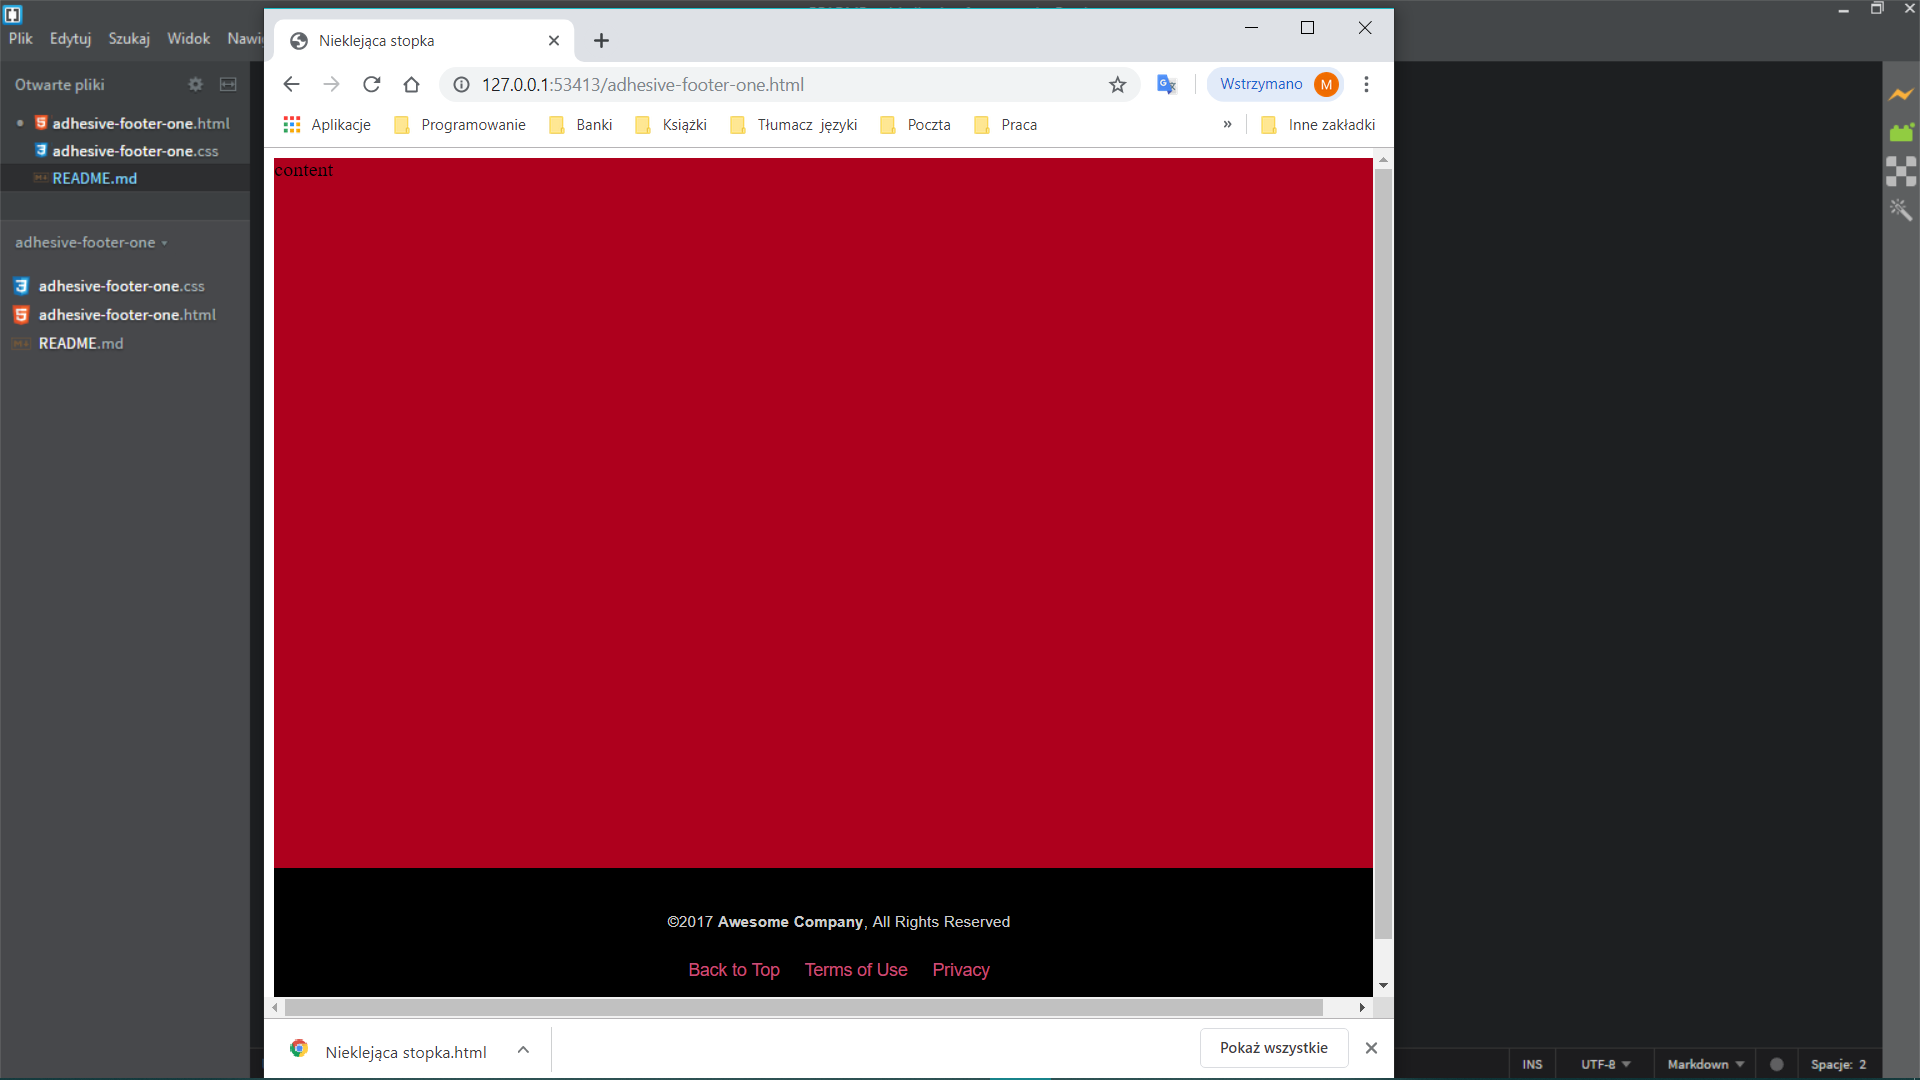 Plik Edytuj Szukaj Widok
Otwarte pliki
adhesive-footer-one.html
adhesive-footer-one.css
README.md
adhesive-footer-one
adhesive-footer-one.css
adhesive-footer-one.html
README.md
Nieklejąca stopka
127.0.0.1:53413/adhesive-footer-one.html
Wstrzymano M
Aplikacje Programowanie Banki Książki Tłumacz języki Poczta Praca » Inne zakładki
content
©2017 Awesome Company, All Rights Reserved
Back to Top Terms of Use Privacy
Nieklejąca stopka.html
Pokaż wszystkie
INS UTF-8 Markdown Spacje: 2